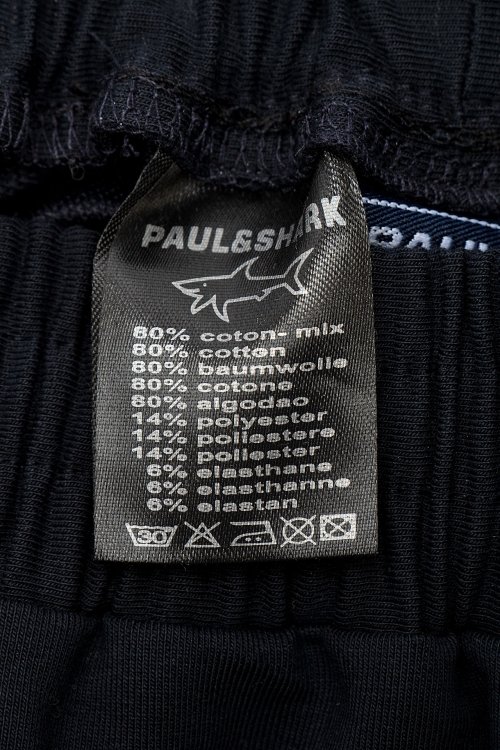 PAUL&SHARK
80% coton- mix
80% cotton
80% baumwolle
80% cotone
80% algodso
14% polyester
14% poliestere
14% poliester
6% elasthane
6% elasthanne
6% elastan
30